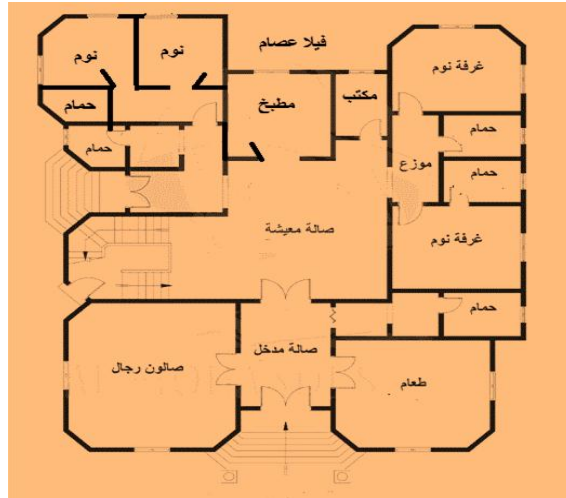 فيلا عصام
نوم
نوم
غرفة نوم
حمام
مطبخ
مكتب
حمام
حمام
موزع
حمام
صالة معيشة
غرفة نوم
حمام
صالون رجال
صالة مدخل
طعام